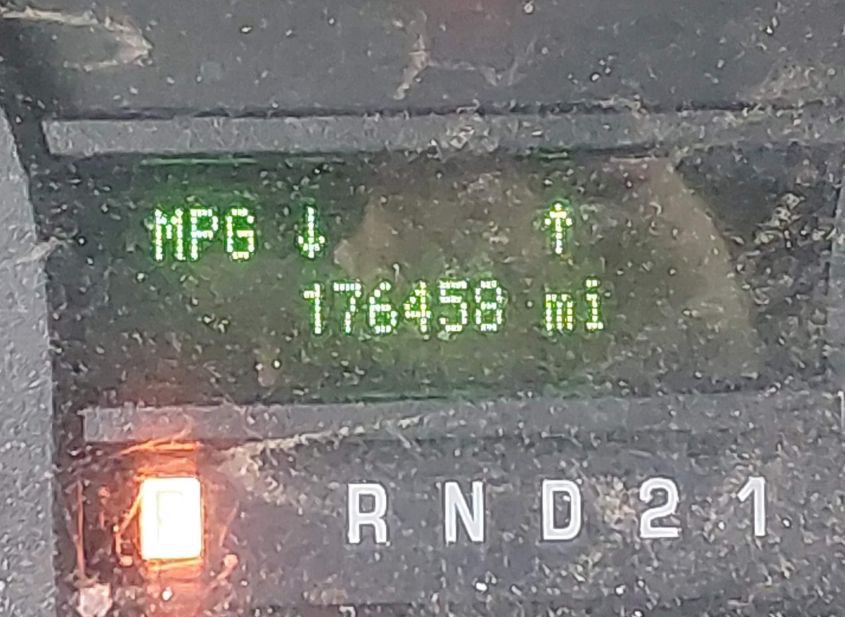 MPG ↓ ↑
176458 mi
P R N D 2 1